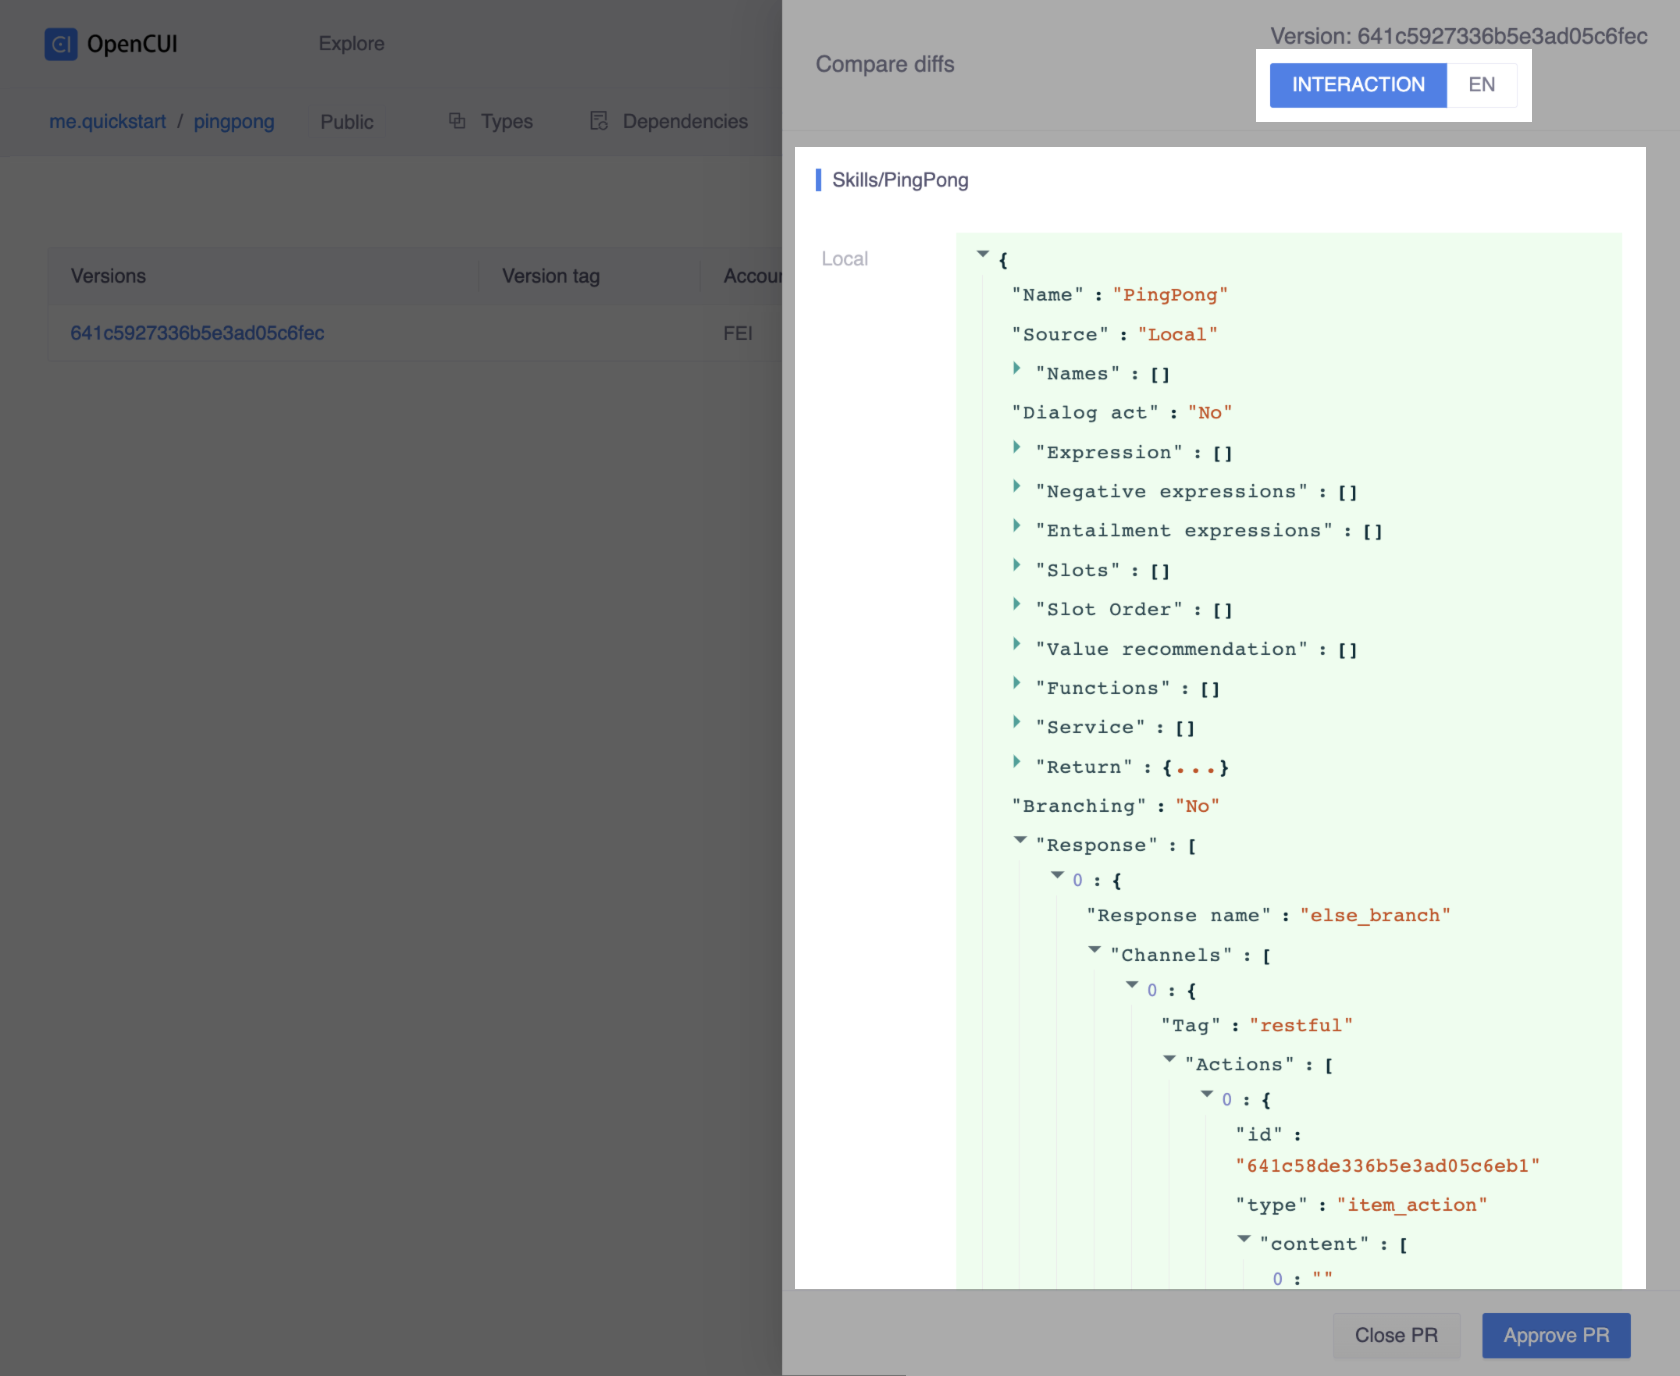 OpenCUI
Explore
me.quickstart / pingpong
Public
Types
Dependencies
Versions
Version tag
Accoun
641c5927336b5e3ad05c6fec
FEI
Compare diffs
Version: 641c5927336b5e3ad05c6fec
INTERACTION
EN
Skills/PingPong
Local
{
"Name" : "PingPong"
"Source" : "Local"
"Names" : []
"Dialog act" : "No"
"Expression" : []
"Negative expressions" : []
"Entailment expressions" : []
"Slots" : []
"Slot Order" : []
"Value recommendation" : []
"Functions" : []
"Service" : []
"Return" : {...}
"Branching" : "No"
"Response" : [
0 : {
"Response name" : "else_branch"
"Channels" : [
0 : {
"Tag" : "restful"
"Actions" : [
0 : {
"id" :
"641c58de336b5e3ad05c6eb1"
"type" : "item_action"
"content" : [
0 : ""
Close PR
Approve PR